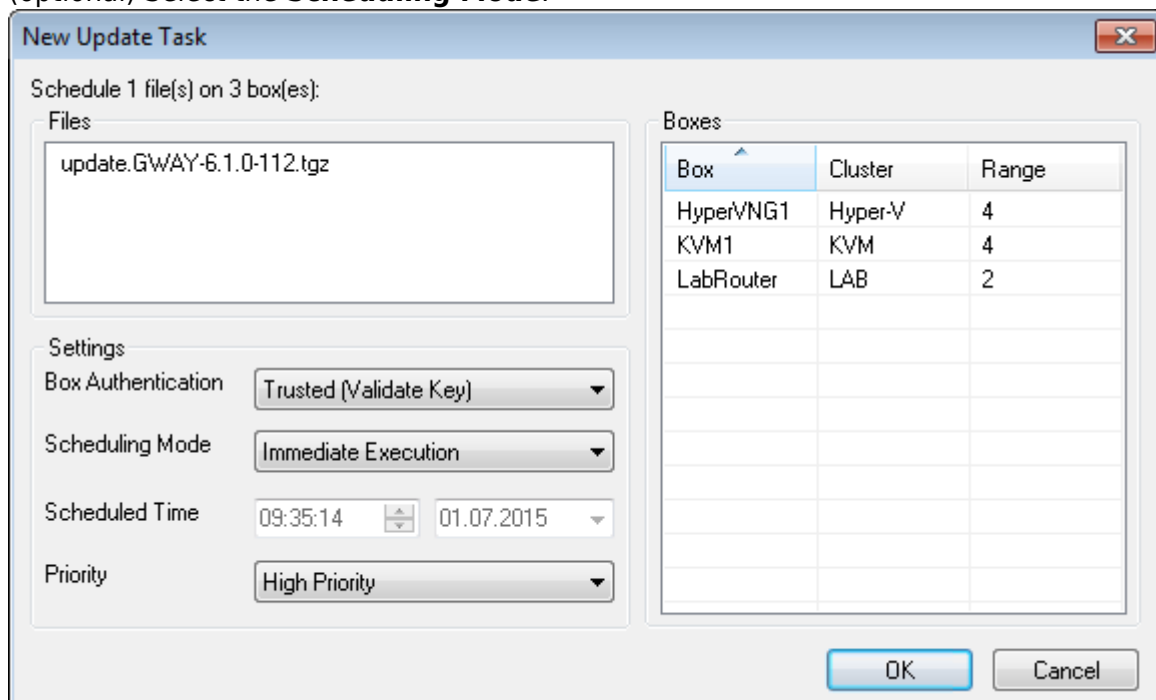 (optional) Select the Scheduling Mode.
New Update Task
Schedule 1 file(s) on 3 box(es):
Files
update.GWAY-6.1.0-112.tgz
Boxes
Box Cluster Range
HyperVNG1 Hyper-V 4
KVM1 KVM 4
LabRouter LAB 2
Settings
Box Authentication Trusted (Validate Key)
Scheduling Mode Immediate Execution
Scheduled Time 09:35:14 01.07.2015
Priority High Priority
OK Cancel